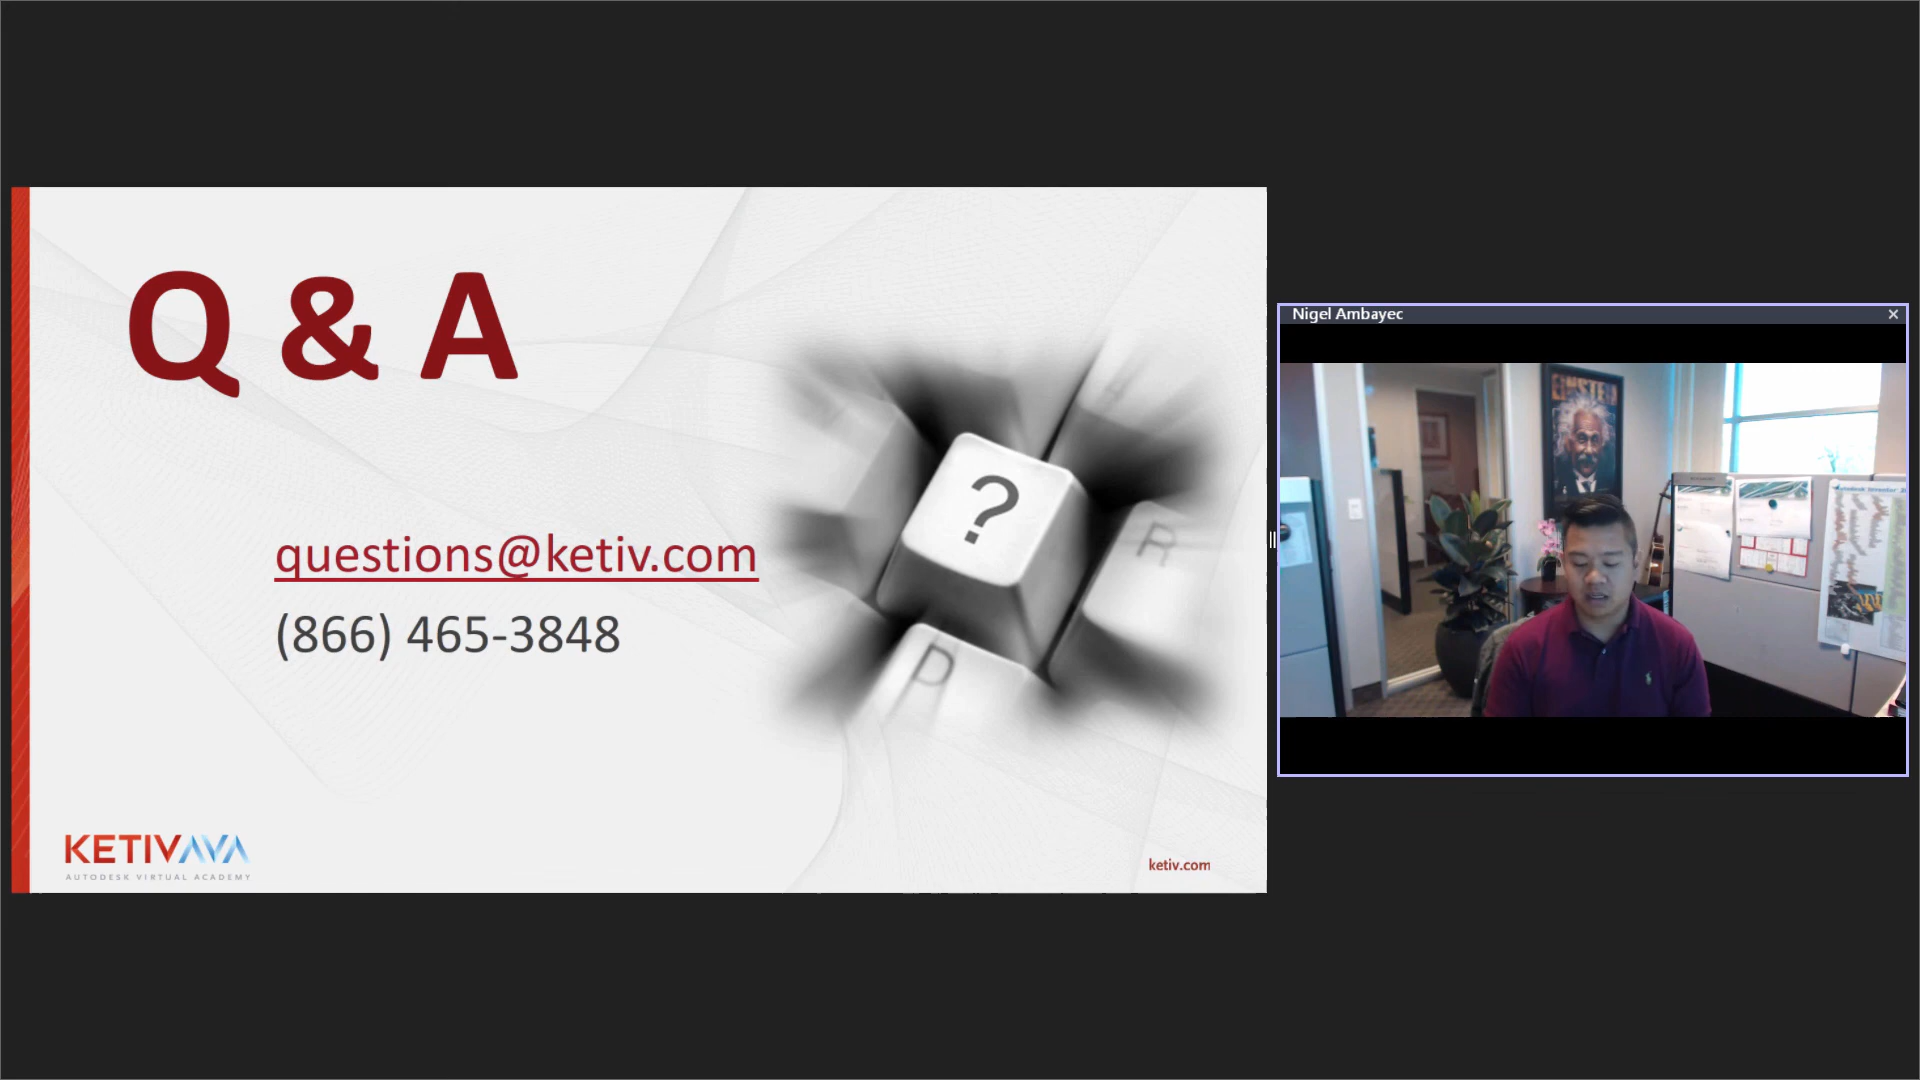 Q & A
questions@ketiv.com
(866) 465-3848
?
R
D
KETIVAVA
AUTODESK VIRTUAL ACADEMY
ketiv.com
Nigel Ambayec
EINSTEIN